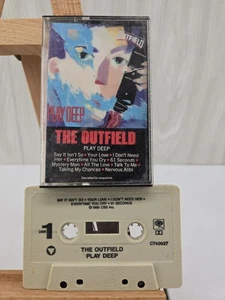 OUTFIELD
PLAY DEEP
THE OUTFIELD
PLAY DEEP
Say It Isn't So • Your Love • I Don't Need
Her • Everytime You Cry • 61 Seconds •
Mystery Man • All The Love • Talk To Me •
Taking My Chances • Nervous Alibi
SAY IT ISN'T SO • YOUR LOVE • I DON'T NEED HER •
EVERYTIME YOU CRY • 61 SECONDS
1
THE OUTFIELD
PLAY DEEP